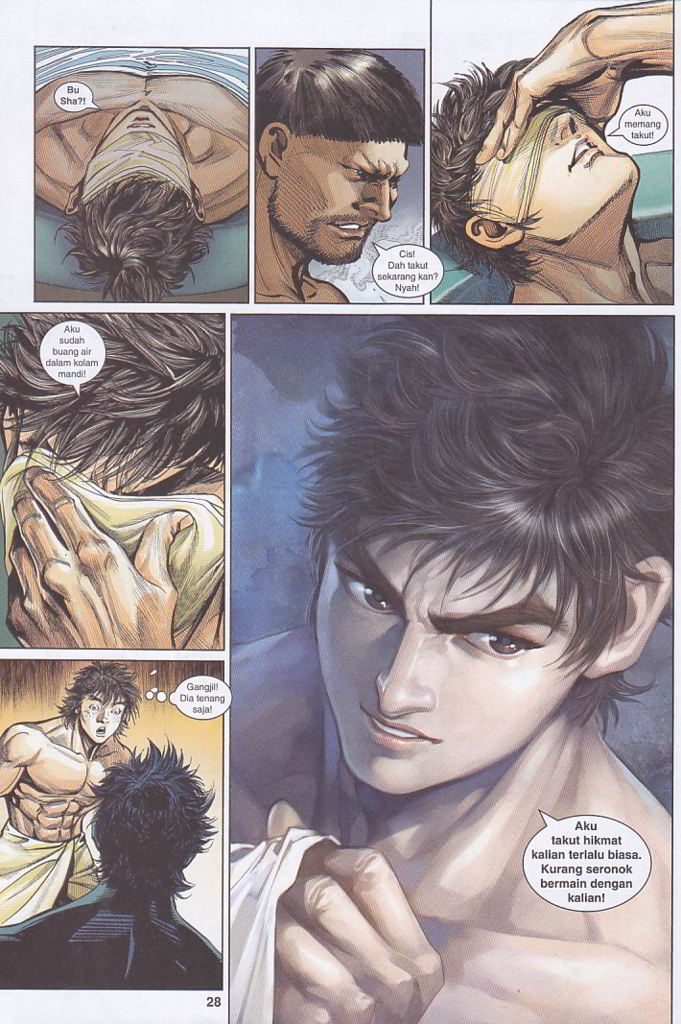 Bu
Sha?!
Cis!
Dah takut
sekarang kan?
Nyah!
Aku
memang
takut!
Aku
sudah
buang air
dalam kolam
mandi!
Gangjil!
Dia tenang
saja!
Aku
takut hikmat
kalian terlalu biasa.
Kurang seronok
bermain dengan
kalian!
28